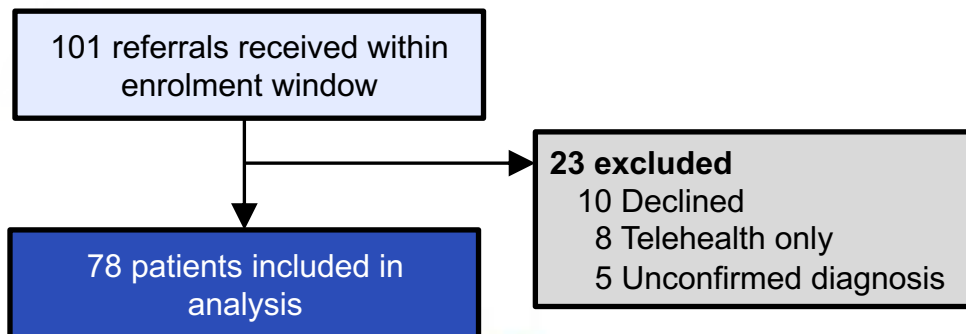 101 referrals received within
enrolment window
23 excluded
10 Declined
8 Telehealth only
5 Unconfirmed diagnosis
78 patients included in
analysis